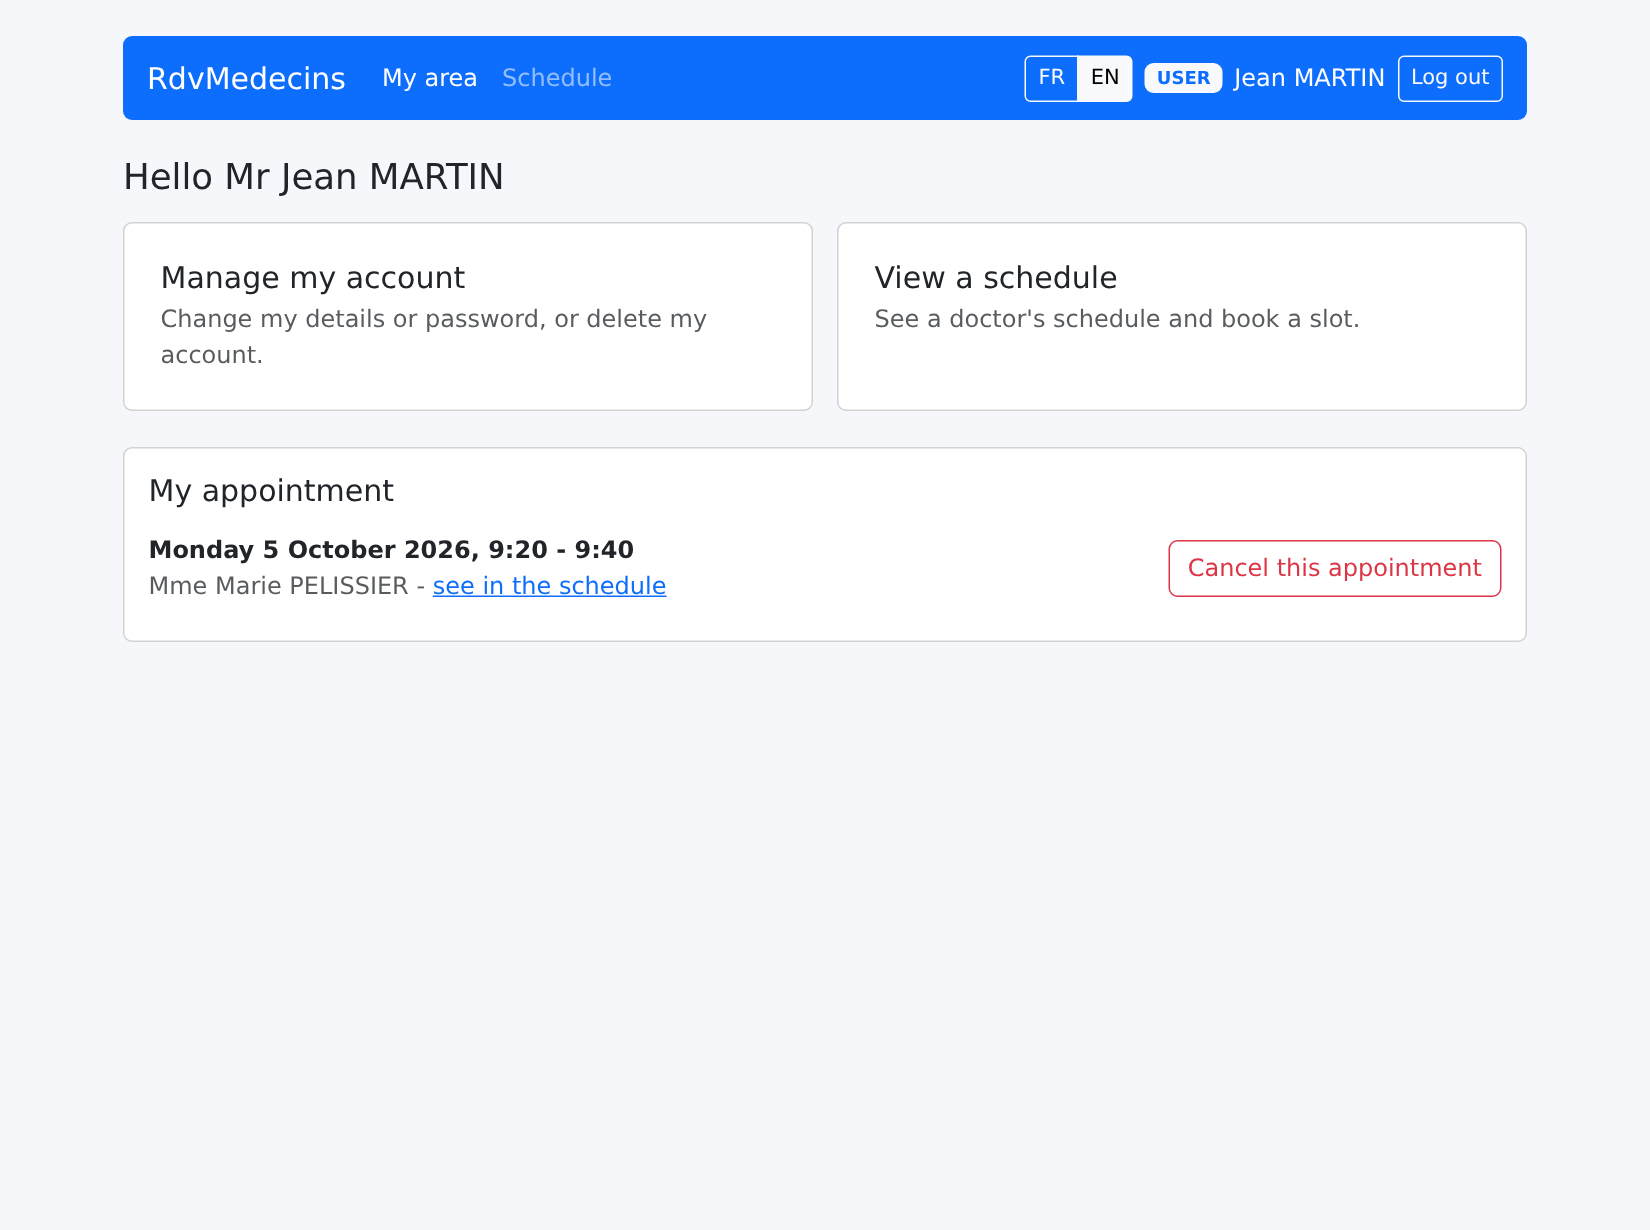 RdvMedecins My area Schedule FR EN USER Jean MARTIN Log out
Hello Mr Jean MARTIN
Manage my account
Change my details or password, or delete my
account.
View a schedule
See a doctor's schedule and book a slot.
My appointment
Monday 5 October 2026, 9:20 - 9:40
Mme Marie PELISSIER - see in the schedule
Cancel this appointment